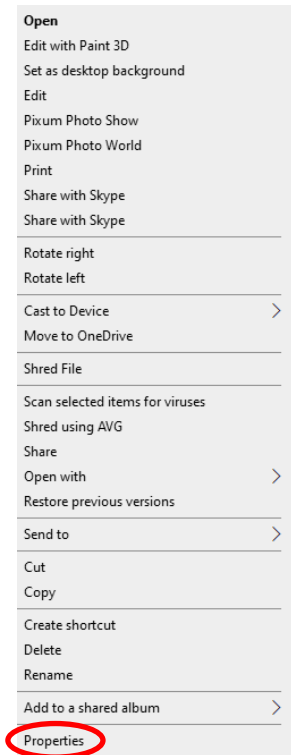 Open
Edit with Paint 3D
Set as desktop background
Edit
Pixum Photo Show
Pixum Photo World
Print
Share with Skype
Share with Skype
Rotate right
Rotate left
Cast to Device
Move to OneDrive
Shred File
Scan selected items for viruses
Shred using AVG
Share
Open with
Restore previous versions
Send to
Cut
Copy
Create shortcut
Delete
Rename
Add to a shared album
Properties